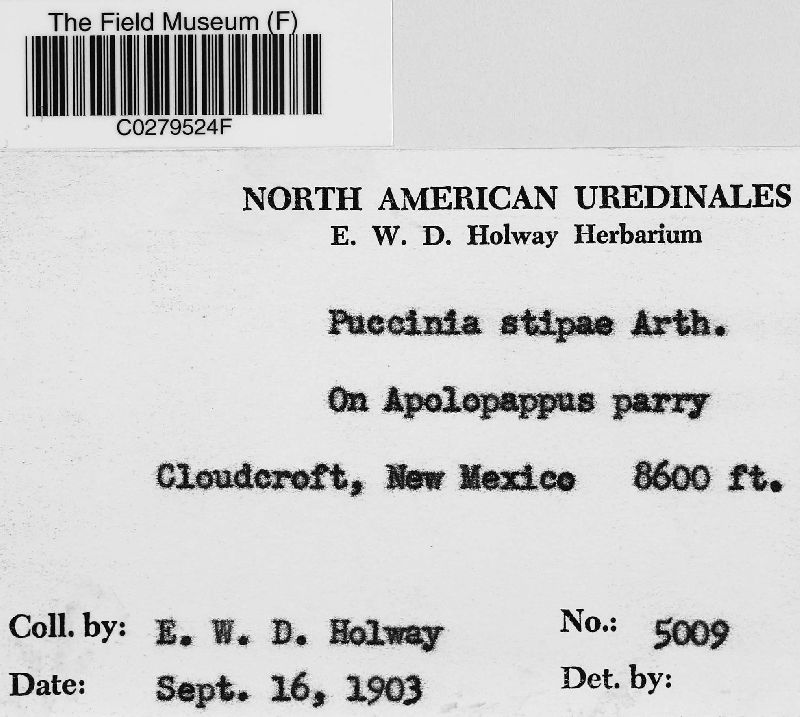 The Field Museum (F)
C0279524F
NORTH AMERICAN UREDINALES
E. W. D. Holway Herbarium
Puccinia stipae Arth.
On Apolopappus parry
Cloudcroft, New Mexico 8600 ft.
Coll. by: E. W. D. Holway No.: 5009
Date: Sept. 16, 1903 Det. by: